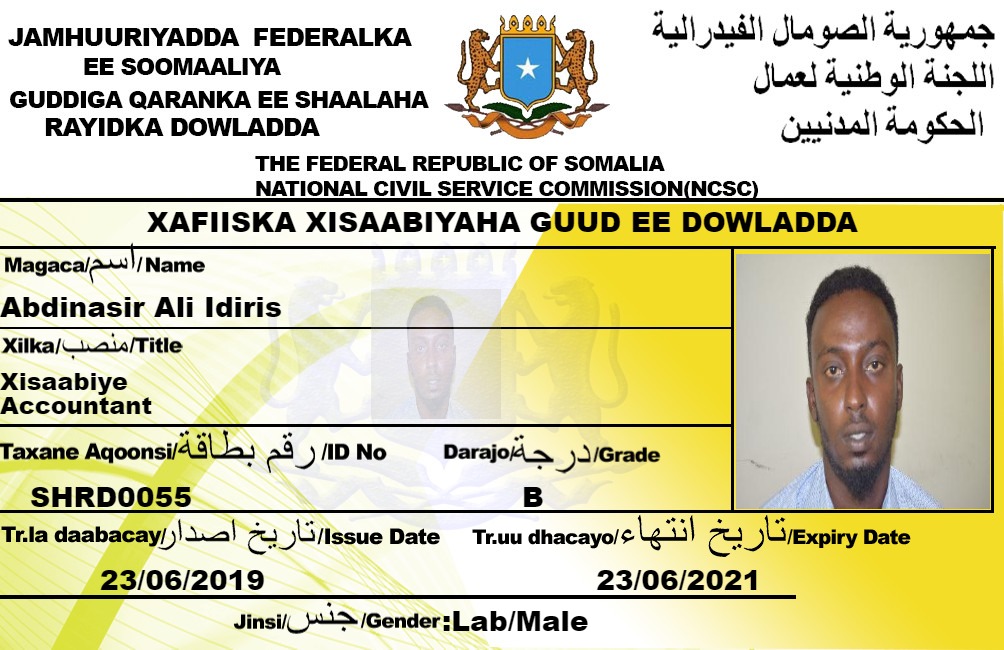 JAMHUURIYADDA FEDERALKA
EE SOOMAALIYA
GUDDIGA QARANKA EE SHAALAHA
RAYIDKA DOWLADDA
جمهورية الصومال الفيدرالية
اللجنة الوطنية لعمال
الحكومة المدنيين
THE FEDERAL REPUBLIC OF SOMALIA
NATIONAL CIVIL SERVICE COMMISSION(NCSC)
XAFIISKA XISAABIYAHA GUUD EE DOWLADDA
Magaca/اسم/Name
Abdinasir Ali Idiris
Xilka/منصب/Title
Xisaabiye
Accountant
Taxane Aqoonsi/رقم بطاقة/ID No Darajo/درجة/Grade
SHRD0055 B
Tr.la daabacay/تاريخ اصدار/Issue Date Tr.uu dhacayo/تاريخ انتهاء/Expiry Date
23/06/2019 23/06/2021
Jinsi/جنس/Gender:Lab/Male